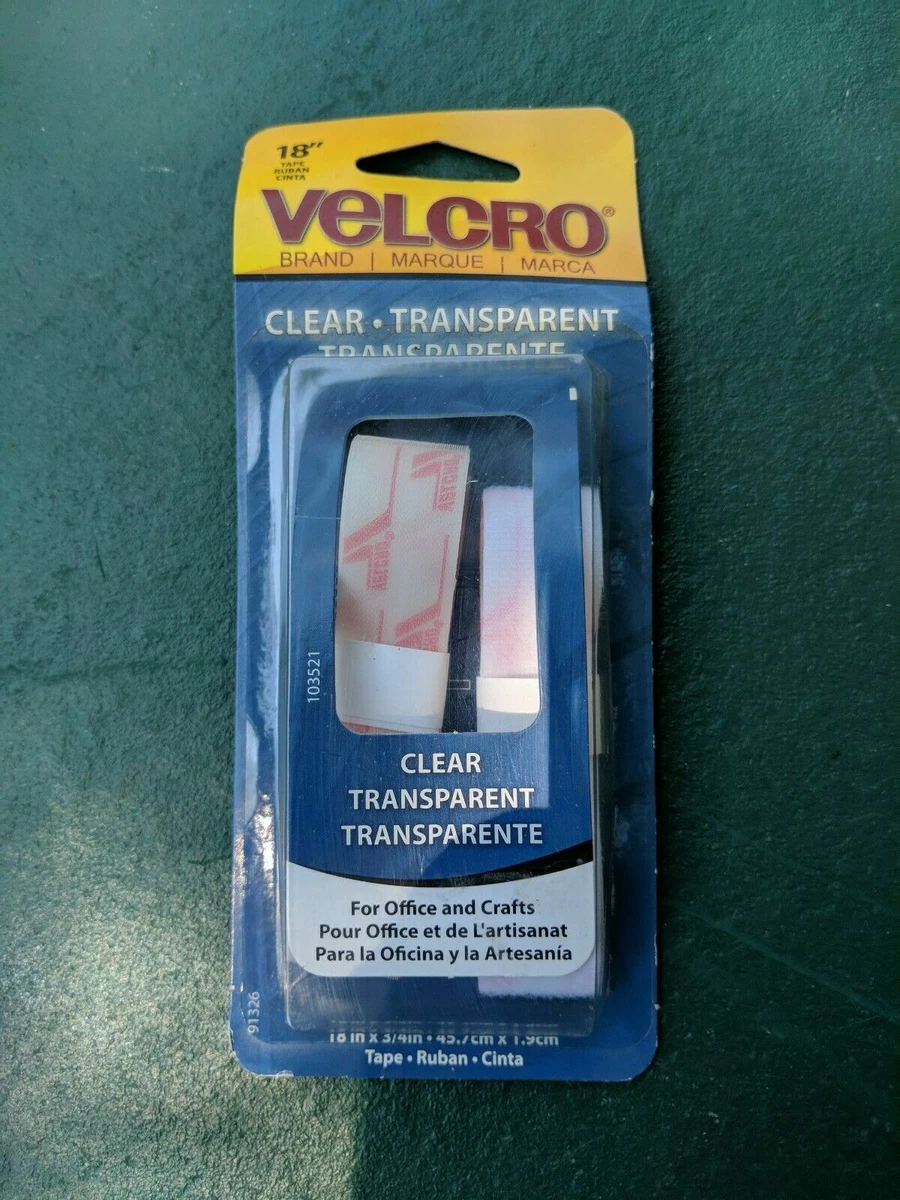 18"
TAPE
RUBAN
CINTA
VELCRO®
BRAND | MARQUE | MARCA
CLEAR • TRANSPARENT
TRANSPARENTE
103521
CLEAR
TRANSPARENT
TRANSPARENTE
For Office and Crafts
Pour Office et de L'artisanat
Para la Oficina y la Artesanía
91326
18 in x 3/4in • 45.7cm x 1.9cm
Tape • Ruban • Cinta